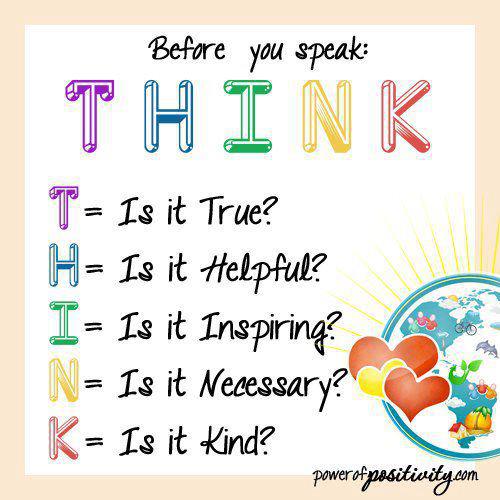 Before you speak:
THINK
T = Is it True?
H = Is it Helpful?
I = Is it Inspiring?
N = Is it Necessary?
K = Is it Kind?
powerofpositivity.com